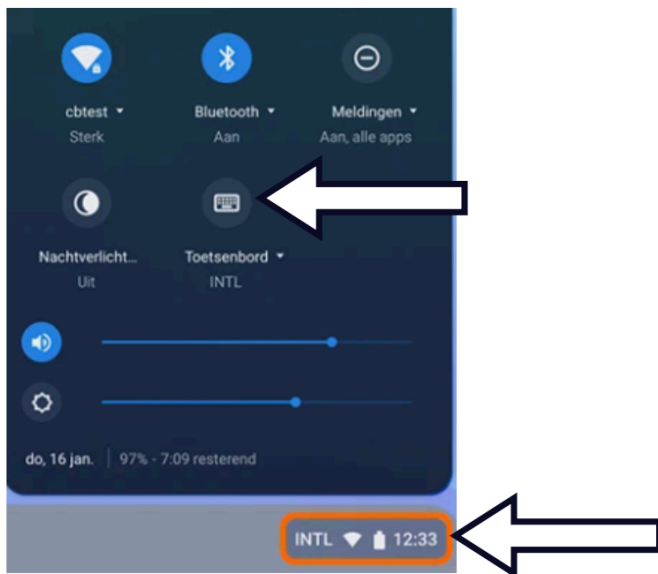 cbtest Bluetooth Meldingen
Sterk Aan Aan, alle apps
Nachtverlicht... Toetsenbord
Uit INTL
do, 16 jan. 97% - 7:09 resterend
INTL 12:33